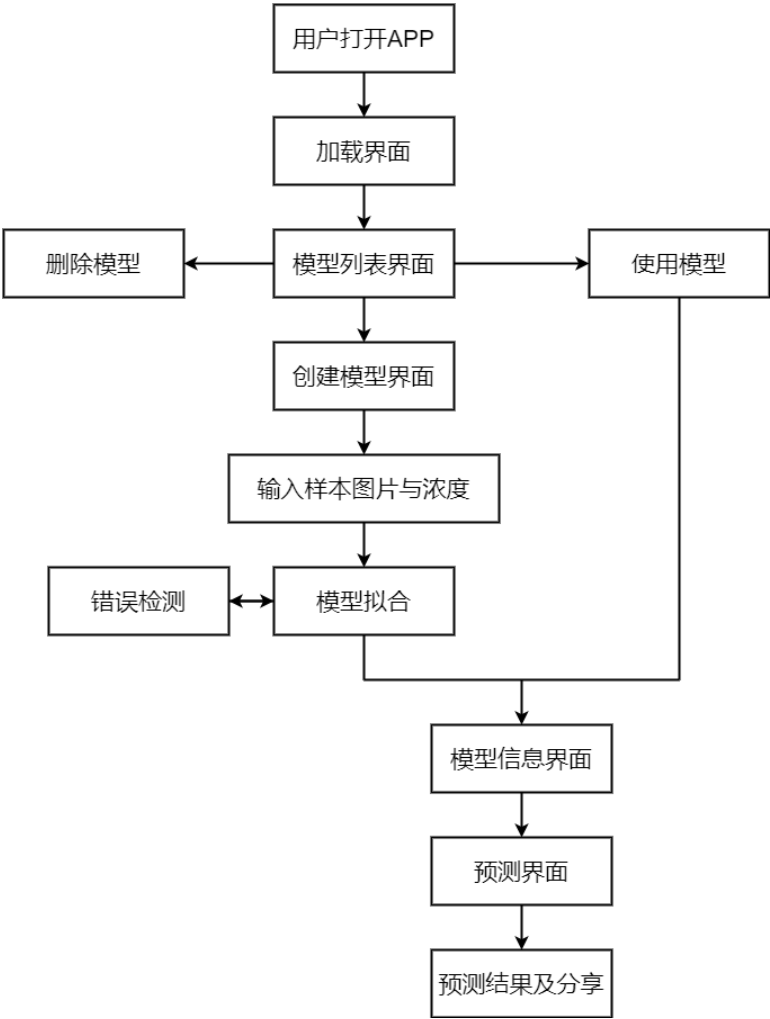 用户打开APP
加载界面
删除模型
模型列表界面
使用模型
创建模型界面
输入样本图片与浓度
错误检测
模型拟合
模型信息界面
预测界面
预测结果及分享